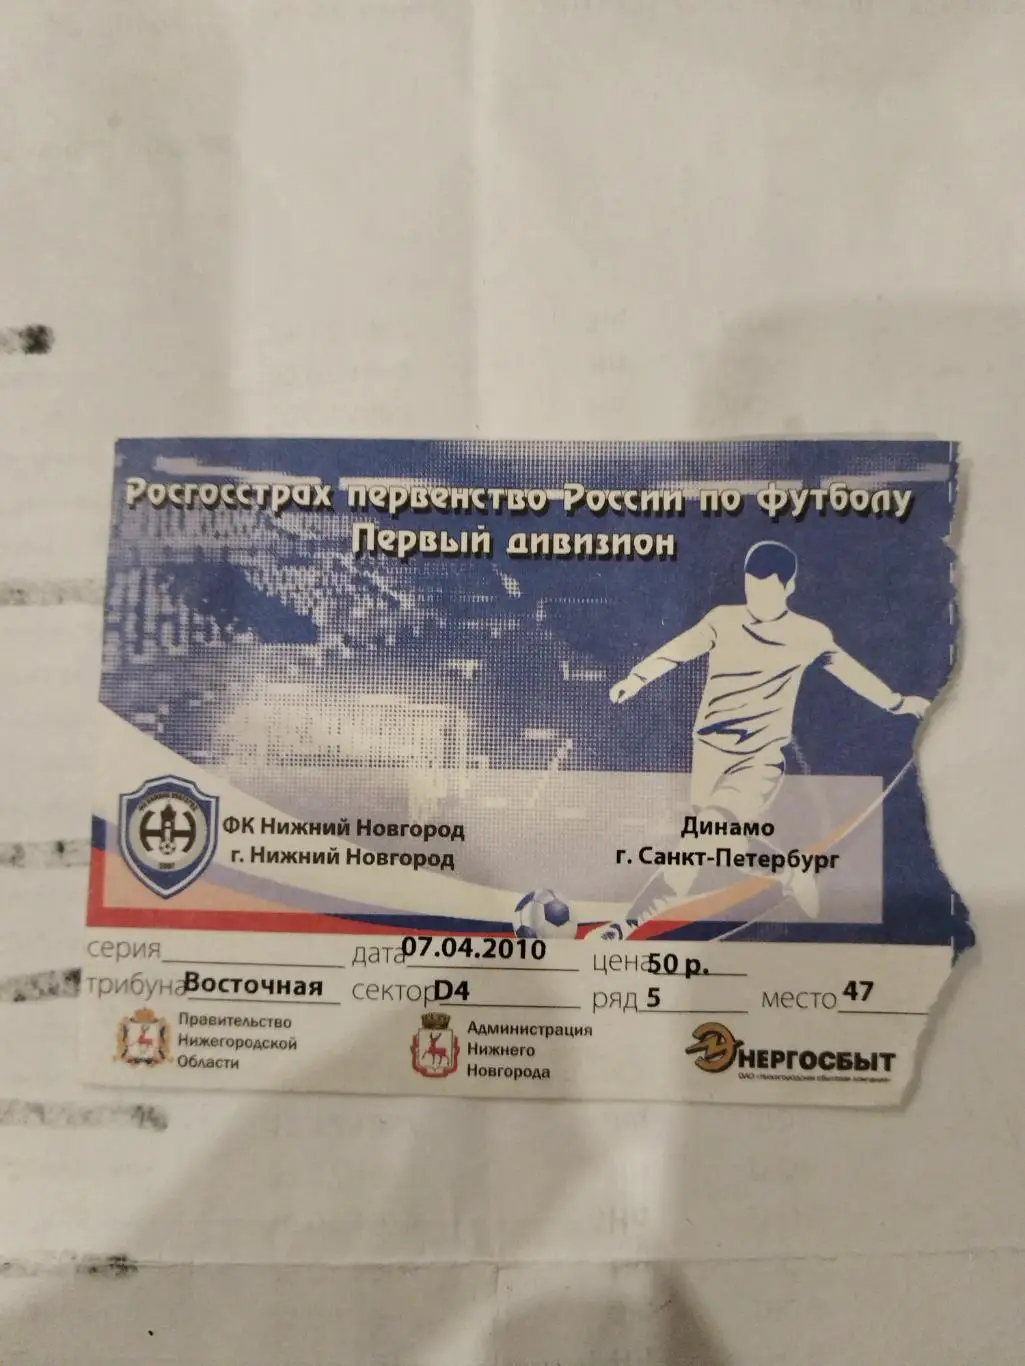 Росгосстрах первенство России по футболу
Первый дивизион
ФК Нижний Новгород
г. Нижний Новгород
Динамо
г. Санкт-Петербург
серия
дата 07.04.2010
цена 50 р.
трибуна Восточная
сектор D4
ряд 5
место 47
Правительство
Нижегородской
Области
Администрация
Нижнего
Новгорода
ЭНЕРГОСБЫТ